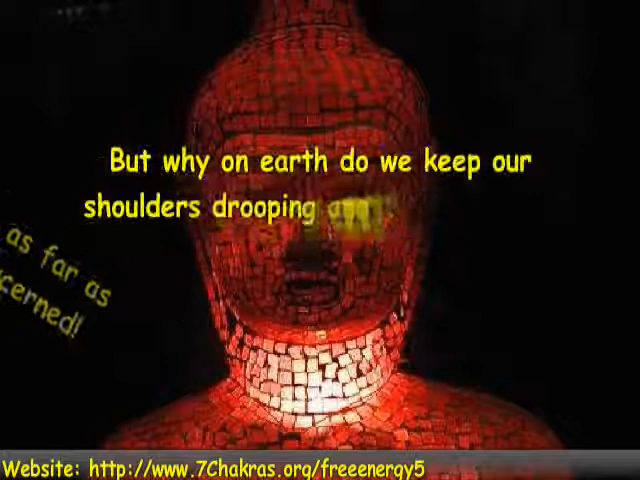 But why on earth do we keep our
shoulders drooping
as far as
cerned!
Website: http://www.7Chakras.org/freeenergy5